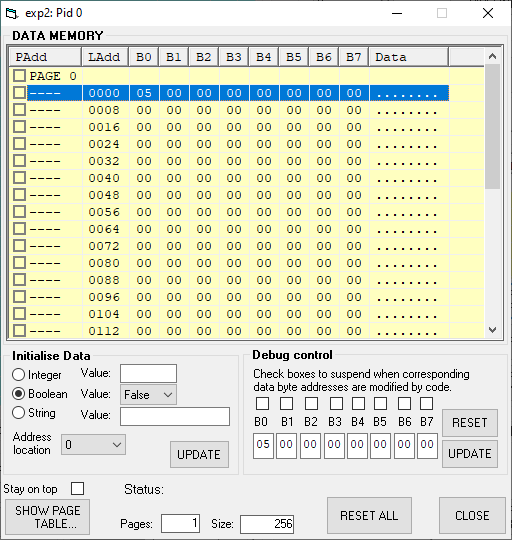 exp2: Pid 0
DATA MEMORY
PAdd LAdd B0 B1 B2 B3 B4 B5 B6 B7 Data
PAGE 0
---- 0000 05 00 00 00 00 00 00 00 ........
---- 0008 00 00 00 00 00 00 00 00 ........
---- 0016 00 00 00 00 00 00 00 00 ........
---- 0024 00 00 00 00 00 00 00 00 ........
---- 0032 00 00 00 00 00 00 00 00 ........
---- 0040 00 00 00 00 00 00 00 00 ........
---- 0048 00 00 00 00 00 00 00 00 ........
---- 0056 00 00 00 00 00 00 00 00 ........
---- 0064 00 00 00 00 00 00 00 00 ........
---- 0072 00 00 00 00 00 00 00 00 ........
---- 0080 00 00 00 00 00 00 00 00 ........
---- 0088 00 00 00 00 00 00 00 00 ........
---- 0096 00 00 00 00 00 00 00 00 ........
---- 0104 00 00 00 00 00 00 00 00 ........
---- 0112 00 00 00 00 00 00 00 00 ........
Initialise Data
Integer Value:
Boolean Value: False
String Value:
Address
location 0
UPDATE
Debug control
Check boxes to suspend when corresponding
data byte addresses are modified by code.
B0 B1 B2 B3 B4 B5 B6 B7
RESET
05 00 00 00 00 00 00 00
UPDATE
Stay on top
Status:
SHOW PAGE
TABLE...
Pages: 1 Size: 256
RESET ALL
CLOSE